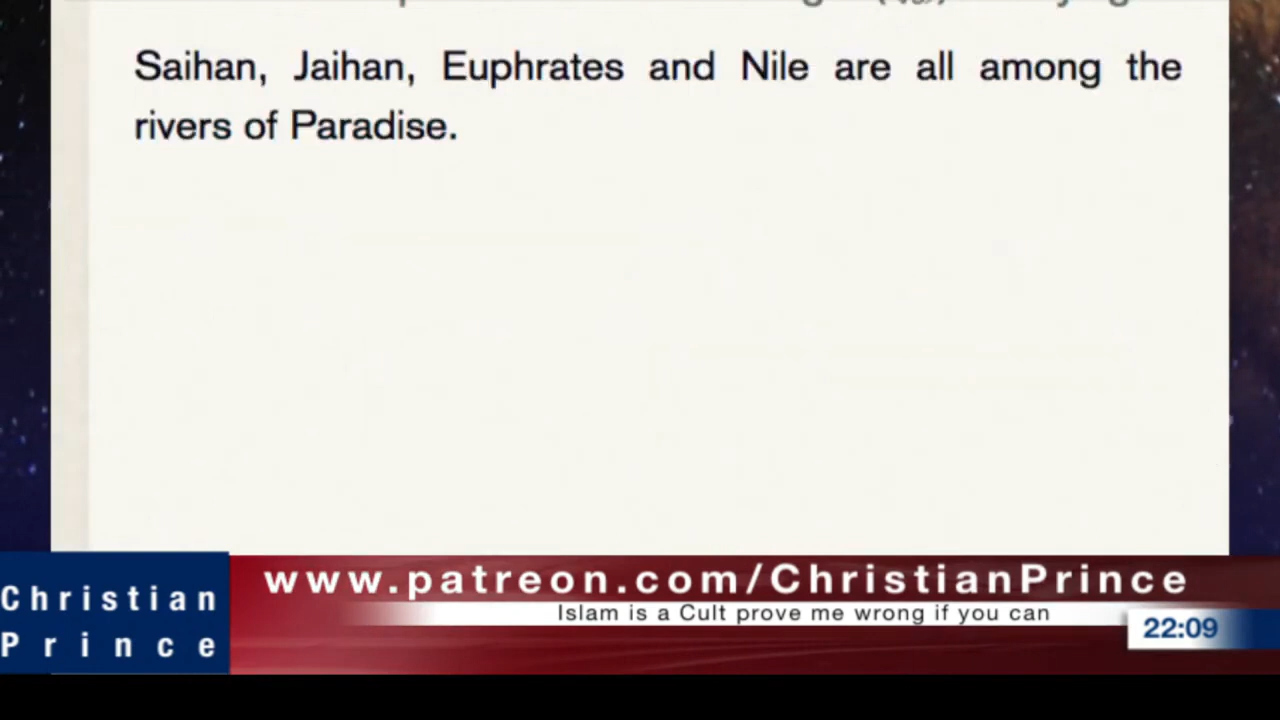 Saihan, Jaihan, Euphrates and Nile are all among the
rivers of Paradise.
www.patreon.com/ChristianPrince
Islam is a Cult prove me wrong if you can
Christian
Prince
22:09